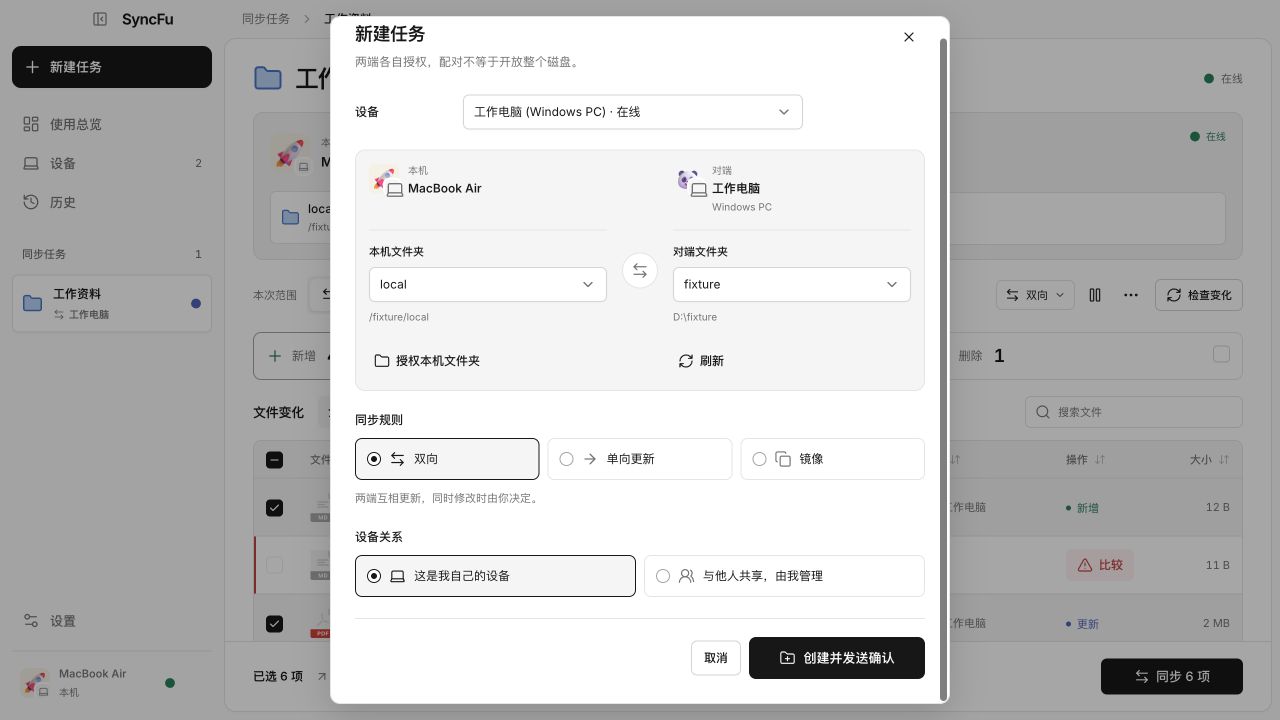 SyncFu
同步任务
新建任务
使用总览
设备 2
历史
同步任务 1
工作资料
工作电脑
设置
MacBook Air
本机
在线
在线
local
/fixtu
本次范围
双向
检查变化
新增
删除 1
文件变化
搜索文件
操作
大小
工作电脑
新增
12 B
比较
11 B
PDF
工作电脑
更新
2 MB
已选 6 项
同步 6 项
新建任务
两端各自授权，配对不等于开放整个磁盘。
设备
工作电脑 (Windows PC) · 在线
本机
MacBook Air
对端
工作电脑
Windows PC
本机文件夹
local
/fixture/local
授权本机文件夹
对端文件夹
fixture
D:\fixture
刷新
同步规则
双向
单向更新
镜像
两端互相更新，同时修改时由你决定。
设备关系
这是我自己的设备
与他人共享，由我管理
取消
创建并发送确认